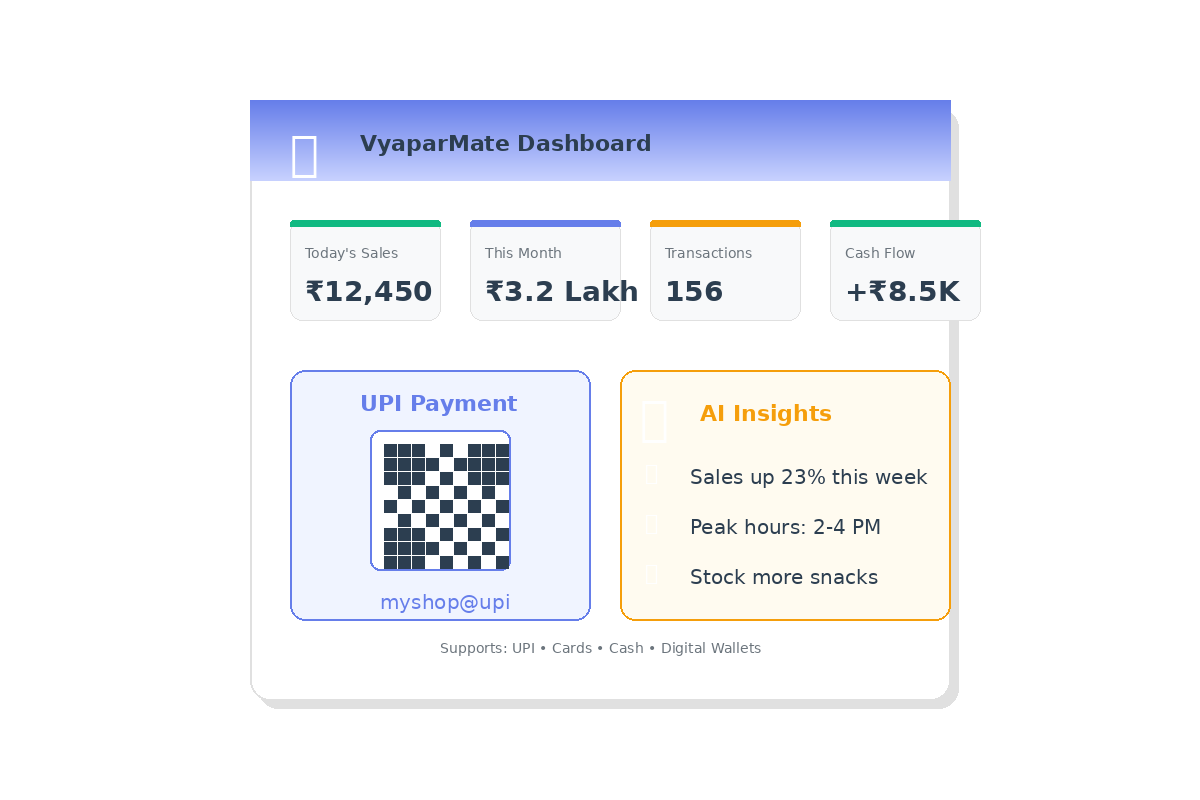 VyaparMate Dashboard
Today's Sales
₹12,450
This Month
₹3.2 Lakh
Transactions
156
Cash Flow
+₹8.5K
UPI Payment
myshop@upi
AI Insights
Sales up 23% this week
Peak hours: 2-4 PM
Stock more snacks
Supports: UPI • Cards • Cash • Digital Wallets